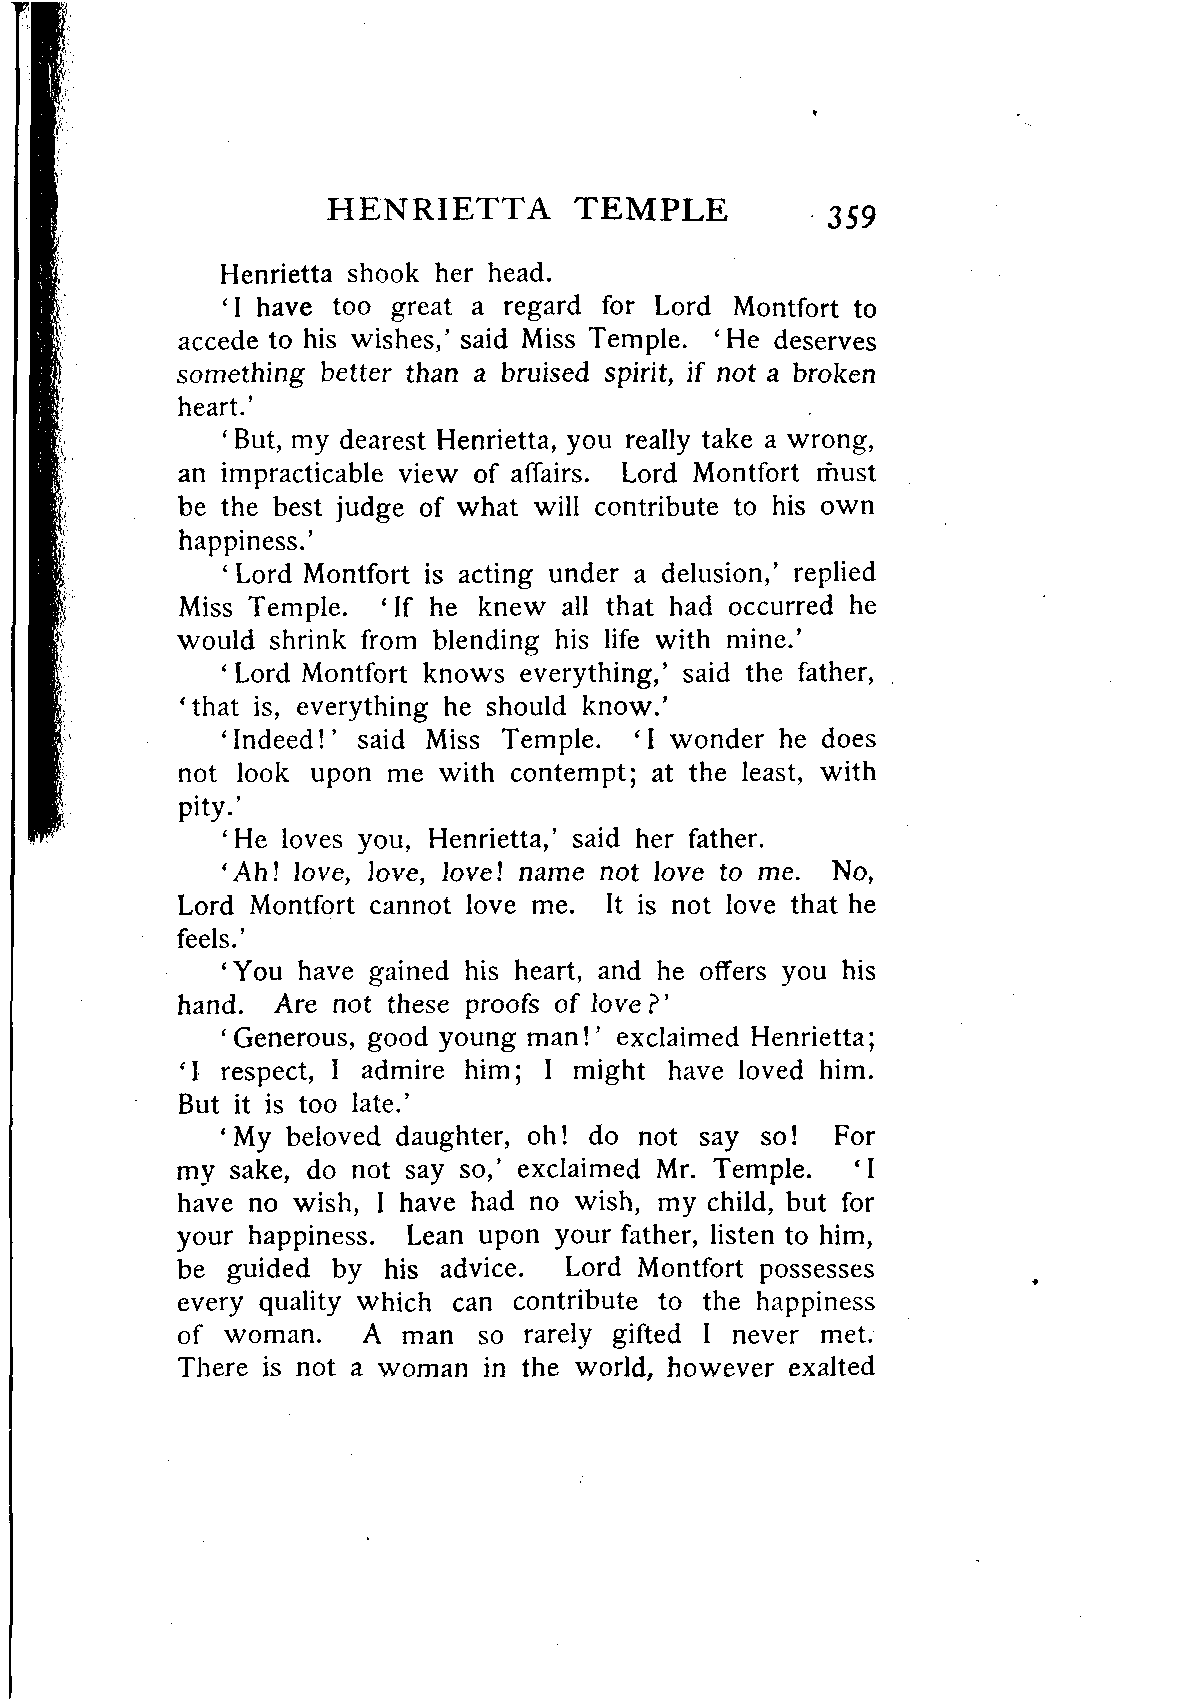 HENRIETTA TEMPLE 359
Henrietta shook her head.
‘I have too great a regard for Lord Montfort to
accede to his wishes,’ said Miss Temple. ‘He deserves
something better than a bruised spirit, if not a broken
heart.’
‘But, my dearest Henrietta, you really take a wrong,
an impracticable view of affairs. Lord Montfort must
be the best judge of what will contribute to his own
happiness.’
‘Lord Montfort is acting under a delusion,’ replied
Miss Temple. ‘If he knew all that had occurred he
would shrink from blending his life with mine.’
‘Lord Montfort knows everything,’ said the father,
‘that is, everything he should know.’
‘Indeed!’ said Miss Temple. ‘I wonder he does
not look upon me with contempt; at the least, with
pity.’
‘He loves you, Henrietta,’ said her father.
‘Ah! love, love, love! name not love to me. No,
Lord Montfort cannot love me. It is not love that he
feels.’
‘You have gained his heart, and he offers you his
hand. Are not these proofs of love?’
‘Generous, good young man!’ exclaimed Henrietta;
‘I respect, I admire him; I might have loved him.
But it is too late.’
‘My beloved daughter, oh! do not say so! For
my sake, do not say so,’ exclaimed Mr. Temple. ‘I
have no wish, I have had no wish, my child, but for
your happiness. Lean upon your father, listen to him,
be guided by his advice. Lord Montfort possesses
every quality which can contribute to the happiness
of woman. A man so rarely gifted I never met.
There is not a woman in the world, however exalted